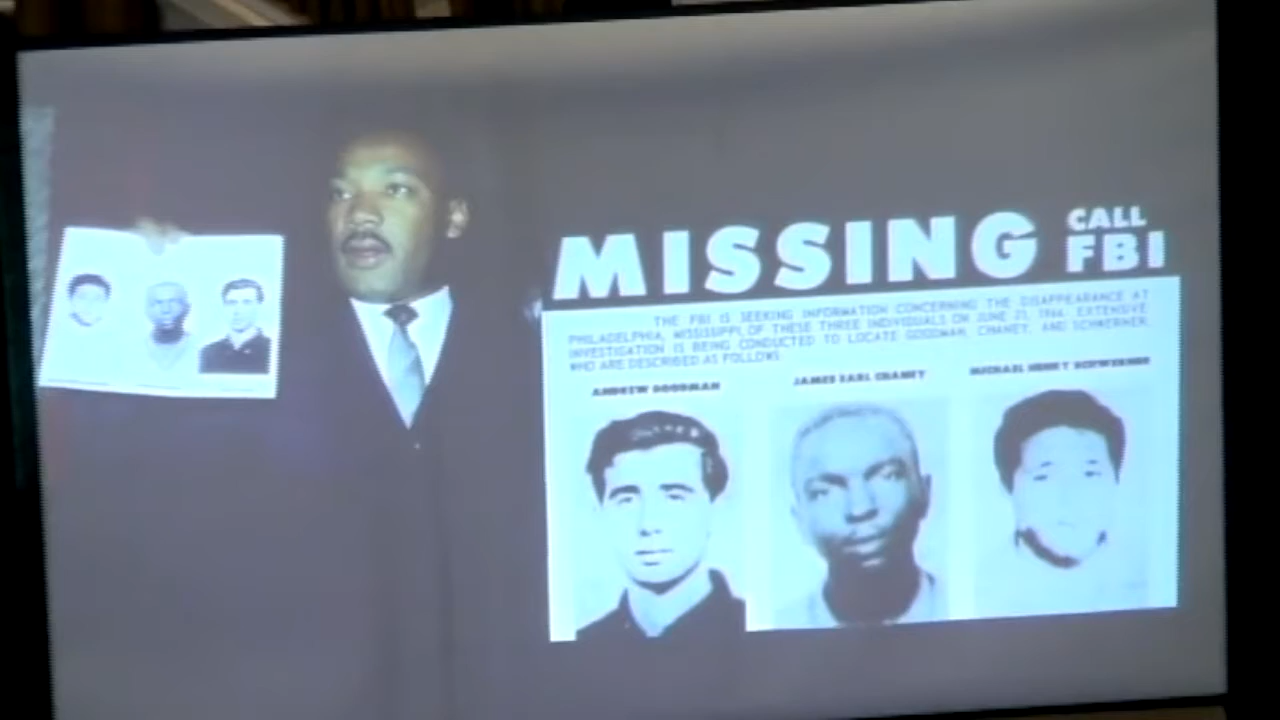 MISSING CALL FBI
THE FBI IS SEEKING INFORMATION CONCERNING THE DISAPPEARANCE AT
PHILADELPHIA, MISSISSIPPI, OF THESE THREE INDIVIDUALS ON JUNE 21, 1964. EXTENSIVE
INVESTIGATION IS BEING CONDUCTED TO LOCATE GOODMAN, CHANEY, AND SCHWERNER,
WHO ARE DESCRIBED AS FOLLOWS
ANDREW GOODMAN
JAMES EARL CHANEY
MICHAEL HENRY SCHWERNER